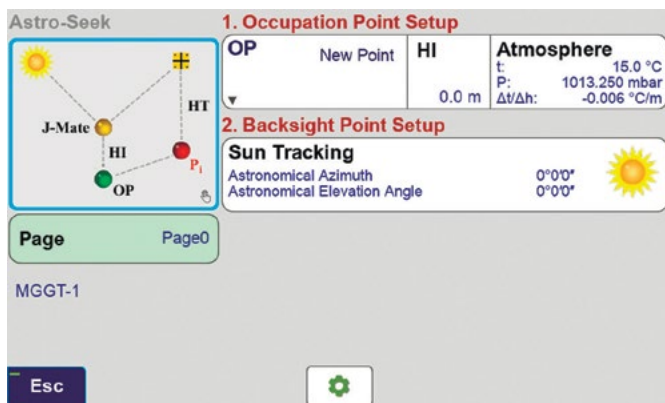 Astro-Seek
1. Occupation Point Setup
OP
New Point
HI
0.0 m
Atmosphere
t: 15.0 °C
P: 1013.250 mbar
Δt/Δh: -0.006 °C/m
J-Mate
HI
HT
OP
P₁
2. Backsight Point Setup
Sun Tracking
Astronomical Azimuth 0°0'0"
Astronomical Elevation Angle 0°0'0"
Page Page0
MGGT-1
Esc